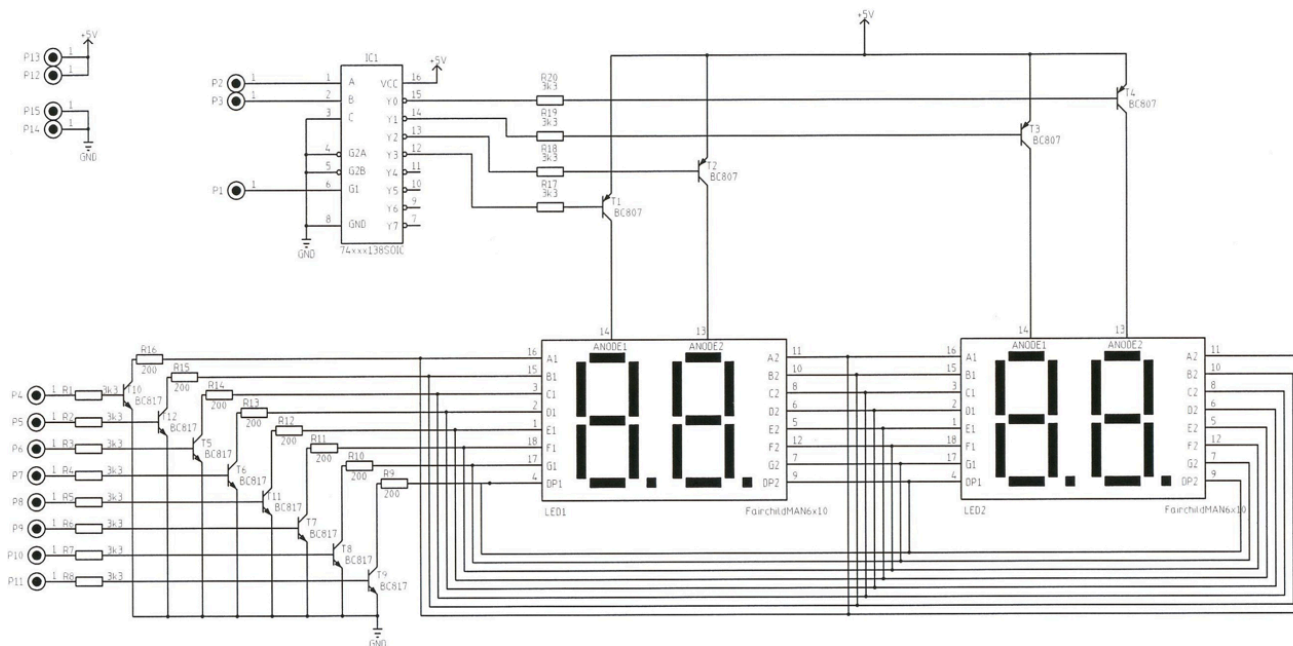 +5V
P13 1
P12 1
P15 1
P14 1
GND
IC1
+5V
P2 1 1 A VCC 16
P3 1 2 B Y0 15
3 C Y1 14
Y2 13
4 G2A Y3 12
5 G2B Y4 11
P1 1 6 G1 Y5 10
Y6 9
8 GND Y7 7
GND
74xxx138SOIC
R20
3k3
R19
3k3
R18
3k3
R17
3k3
+5V
T4
BC807
T3
BC807
T2
BC807
T1
BC807
R16
200
R15
200
R14
200
R13
200
R12
200
R11
200
R10
200
R9
200
P4 1 R1 3k3
P5 1 R2 3k3
P6 1 R3 3k3
P7 1 R4 3k3
P8 1 R5 3k3
P9 1 R6 3k3
P10 1 R7 3k3
P11 1 R8 3k3
T10
BC817
T12
BC817
T5
BC817
T6
BC817
T11
BC817
T7
BC817
T8
BC817
T9
BC817
GND
14 13
ANODE1 ANODE2
16 A1 A2 11
15 B1 B2 10
3 C1 C2 8
2 D1 D2 6
1 E1 E2 5
18 F1 F2 12
17 G1 G2 7
4 DP1 DP2 9
8.8.
LED1 FairchildMAN6x10
14 13
ANODE1 ANODE2
16 A1 A2 11
15 B1 B2 10
3 C1 C2 8
2 D1 D2 6
1 E1 E2 5
18 F1 F2 12
17 G1 G2 7
4 DP1 DP2 9
8.8.
LED2 FairchildMAN6x10